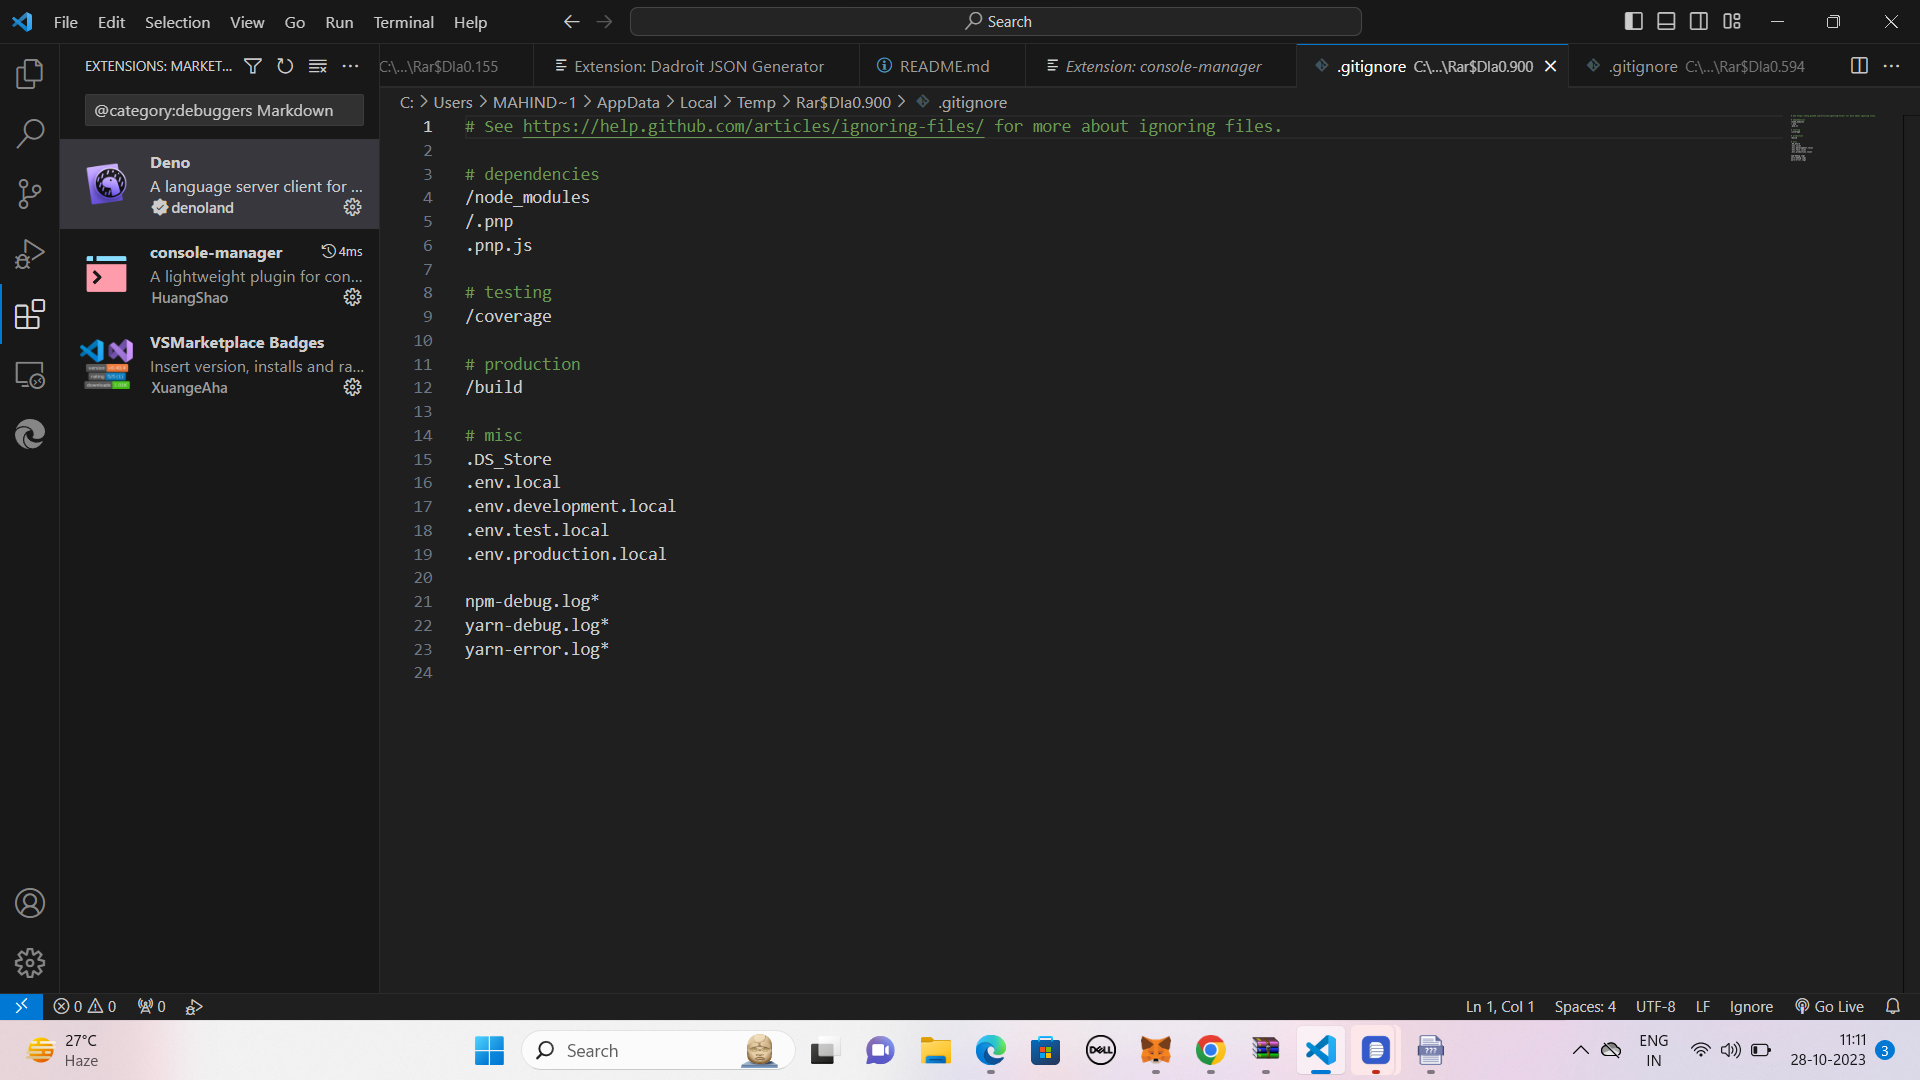 File Edit Selection View Go Run Terminal Help
Search
EXTENSIONS: MARKET...
C:\...\Rar$DIa0.155
Extension: Dadroit JSON Generator
README.md
Extension: console-manager
.gitignore C:\...\Rar$DIa0.900
.gitignore C:\...\Rar$DIa0.594
@category:debuggers Markdown
Deno
A language server client for ...
denoland
console-manager 4ms
A lightweight plugin for con...
HuangShao
VSMarketplace Badges
Insert version, installs and ra...
XuangeAha
C: > Users > MAHIND~1 > AppData > Local > Temp > Rar$DIa0.900 > .gitignore
1 # See https://help.github.com/articles/ignoring-files/ for more about ignoring files.
2
3 # dependencies
4 /node_modules
5 /.pnp
6 .pnp.js
7
8 # testing
9 /coverage
10
11 # production
12 /build
13
14 # misc
15 .DS_Store
16 .env.local
17 .env.development.local
18 .env.test.local
19 .env.production.local
20
21 npm-debug.log*
22 yarn-debug.log*
23 yarn-error.log*
24
0 0 0
Ln 1, Col 1 Spaces: 4 UTF-8 LF Ignore Go Live
27°C
Haze
Search
DELL
ENG
IN
11:11
28-10-2023
3